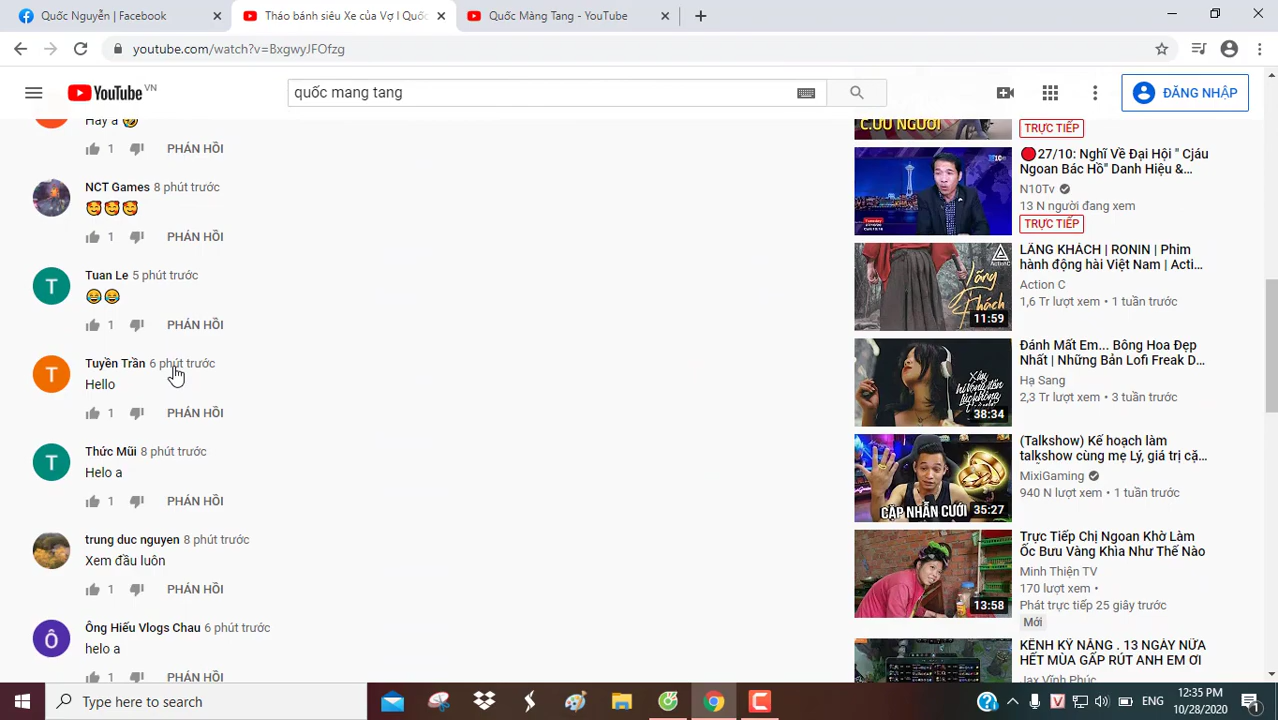 Quốc Nguyễn | Facebook
Tháo bánh siêu Xe của Vợ I Quốc
Quốc Màng Tang - YouTube
youtube.com/watch?v=BxgwyJFOfzg
YouTube VN
quốc mang tang
ĐĂNG NHẬP
Hay a
1 PHẢN HỒI
NCT Games 8 phút trước
PHẢN HỒI
Tuan Le 5 phút trước
1 PHẢN HỒI
Tuyền Trần 6 phút trước
Hello
1 PHẢN HỒI
Thức Mũi 8 phút trước
Helo a
1 PHẢN HỒI
trung duc nguyen 8 phút trước
Xem đầu luôn
1 PHẢN HỒI
Ông Hiếu Vlogs Chau 6 phút trước
helo a
1 PHẢN HỒI
CỨU NGƯỜI
TRỰC TIẾP
27/10: Nghĩ Về Đại Hội " Cjáu
Ngoan Bác Hồ" Danh Hiệu &...
N10Tv
13 N người đang xem
TRỰC TIẾP
Lãng Khách
ActionC
11:59
LÃNG KHÁCH | RONIN | Phim
hành động hài Việt Nam | Acti...
Action C
1,6 Tr lượt xem • 1 tuần trước
38:34
Đánh Mất Em... Bông Hoa Đẹp
Nhất | Những Bản Lofi Freak D...
Hạ Sang
2,3 Tr lượt xem • 3 tuần trước
CẶP NHẪN CƯỚI
35:27
(Talkshow) Kế hoạch làm
talkshow cùng mẹ Lý, giá trị cặ...
MixiGaming
940 N lượt xem • 1 tuần trước
13:58
Trực Tiếp Chị Ngoan Khờ Làm
Ốc Bưu Vàng Khìa Như Thế Nào
Minh Thiện TV
170 lượt xem •
Phát trực tiếp 25 giây trước
Mới
KÊNH KỸ NĂNG . 13 NGÀY NỮA
HẾT MÙA GẤP RÚT ANH EM ƠI
Jax Vĩnh Phúc
Type here to search
ENG
12:35 PM
10/28/2020